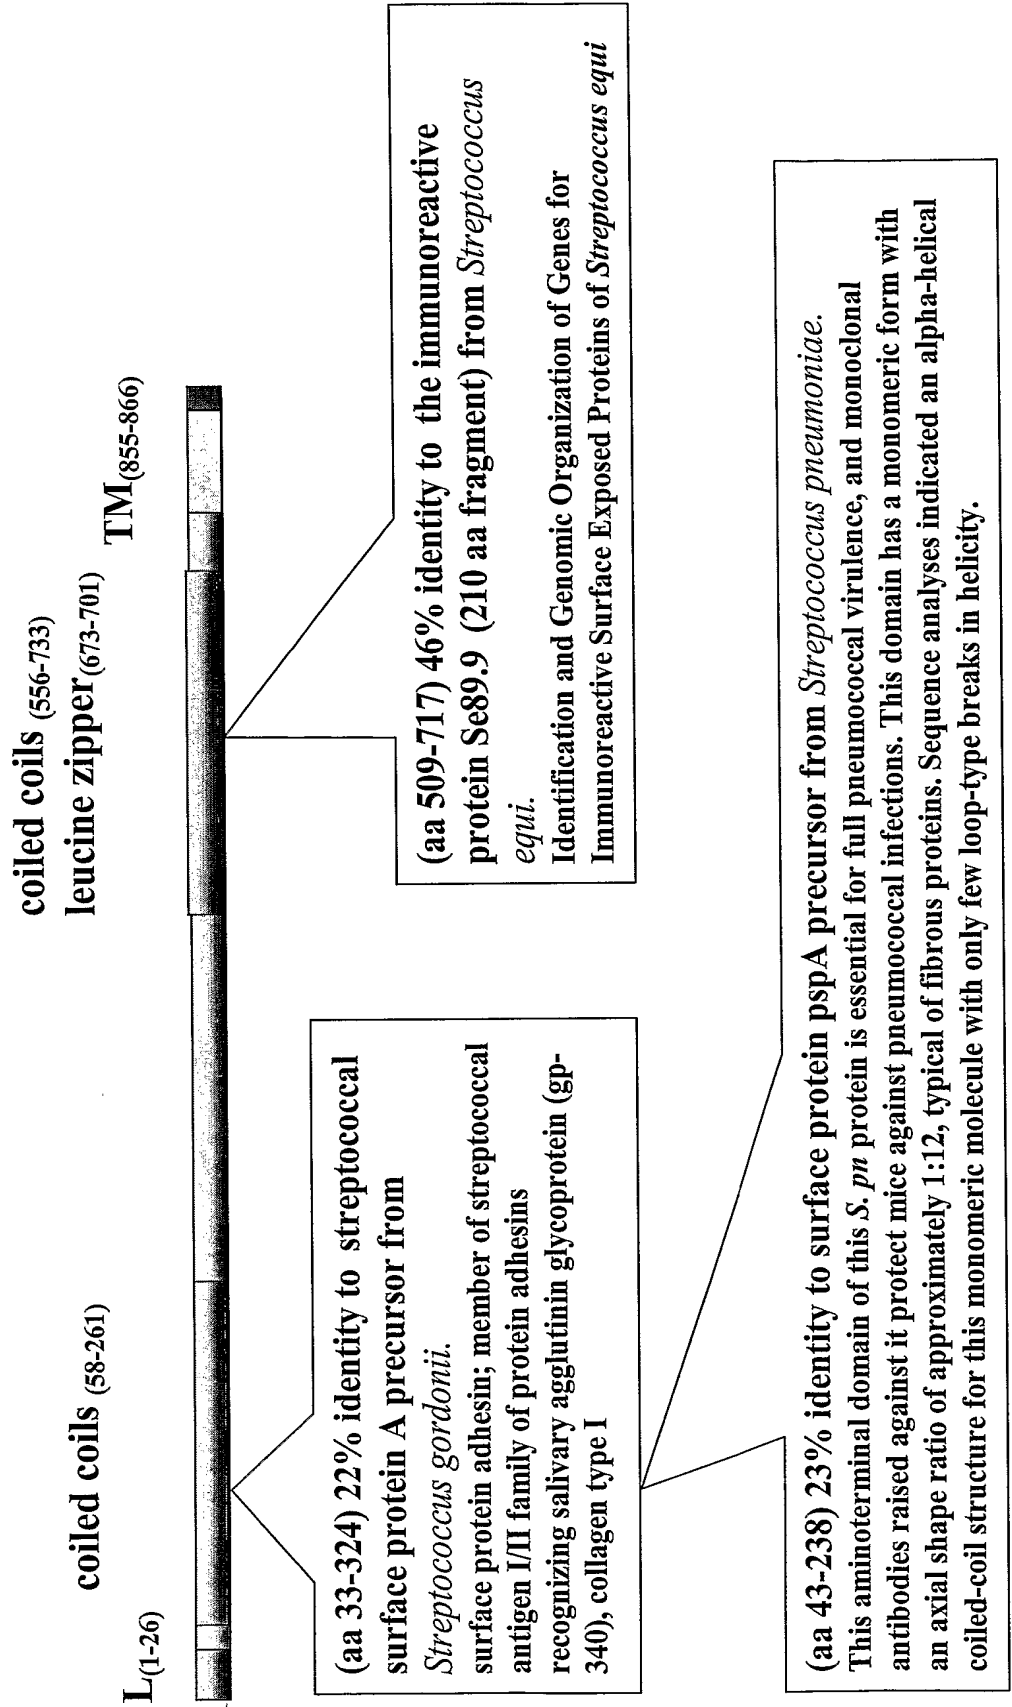 coiled coils (556-733)
leucine zipper(673-701)
L(1-26)
coiled coils (58-261)
TM(855-866)
(aa 33-324) 22% identity to streptococcal
surface protein A precursor from
Streptococcus gordonii.
surface protein adhesin; member of streptococcal
antigen I/II family of protein adhesins
recognizing salivary agglutinin glycoprotein (gp-
340), collagen type I
(aa 509-717) 46% identity to the immunoreactive
protein Se89.9 (210 aa fragment) from Streptococcus
equi.
Identification and Genomic Organization of Genes for
Immunoreactive Surface Exposed Proteins of Streptococcus equi
(aa 43-238) 23% identity to surface protein pspA precursor from Streptococcus pneumoniae.
This aminoterminal domain of this S. pn protein is essential for full pneumococcal virulence, and monoclonal
antibodies raised against it protect mice against pneumococcal infections. This domain has a monomeric form with
an axial shape ratio of approximately 1:12, typical of fibrous proteins. Sequence analyses indicated an alpha-helical
coiled-coil structure for this monomeric molecule with only few loop-type breaks in helicity.